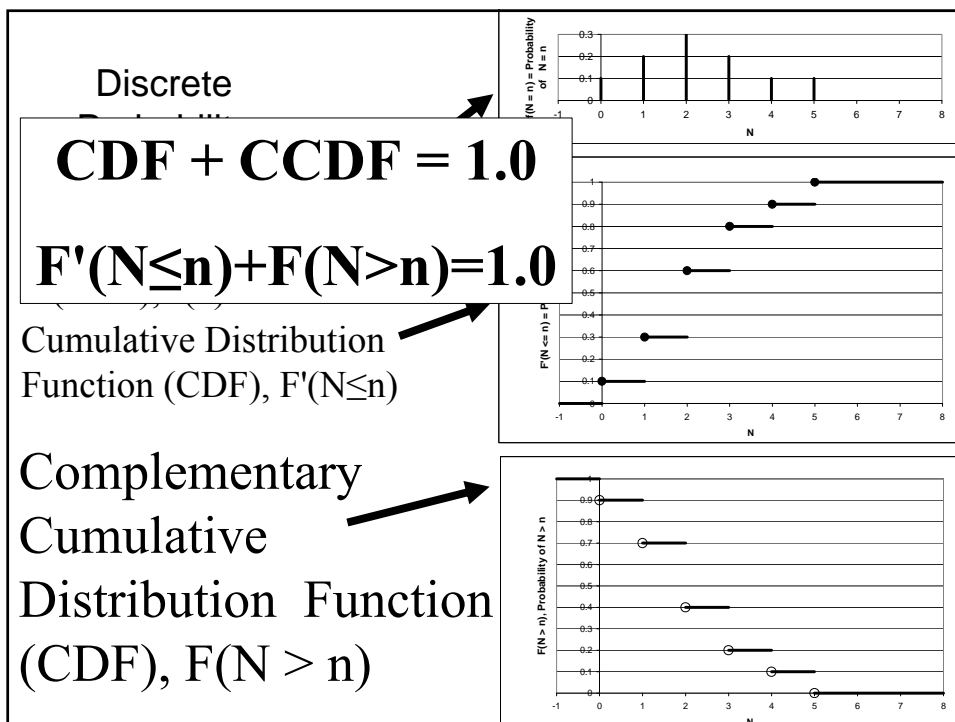 Discrete
CDF + CCDF = 1.0
F'(N≤n)+F(N>n)=1.0
Cumulative Distribution
Function (CDF), F'(N≤n)
Complementary
Cumulative
Distribution Function
(CDF), F(N > n)
f(N = n) = Probability
of N = n
0.3
0.2
0.1
0
-1 0 1 2 3 4 5 6 7 8
N
F'(N <= n) = P
1
0.9
0.8
0.7
0.6
0.5
0.4
0.3
0.2
0.1
0
-1 0 1 2 3 4 5 6 7 8
N
F(N > n), Probability of N > n
1
0.9
0.8
0.7
0.6
0.5
0.4
0.3
0.2
0.1
0
-1 0 1 2 3 4 5 6 7 8
N